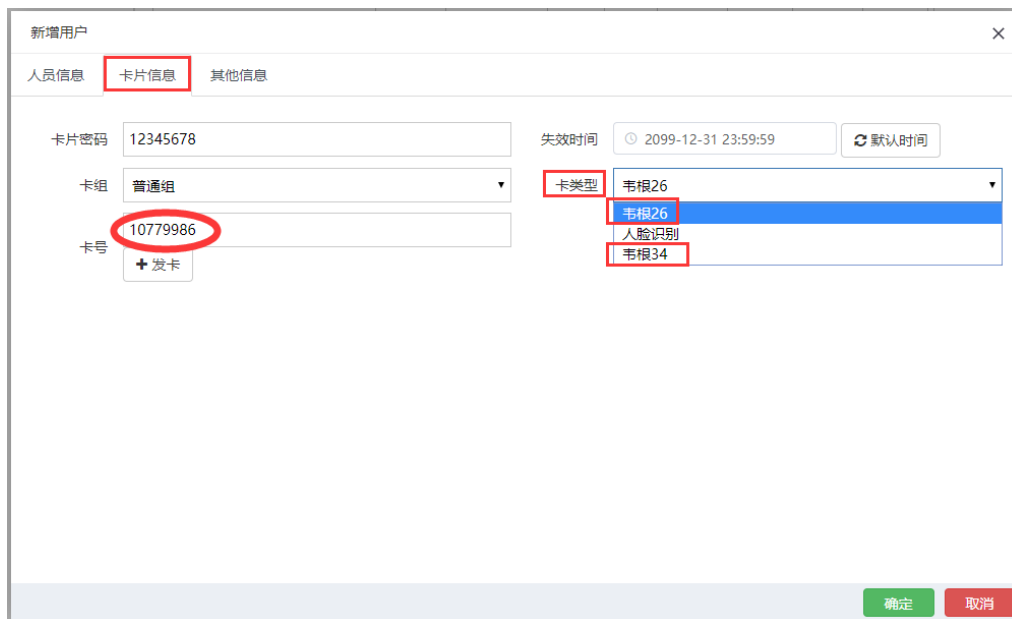 新增用户
人员信息 卡片信息 其他信息
卡片密码 12345678 失效时间 2099-12-31 23:59:59 默认时间
卡组 普通组 卡类型 韦根26
韦根26
人脸识别
韦根34
卡号 10779986
发卡
确定 取消